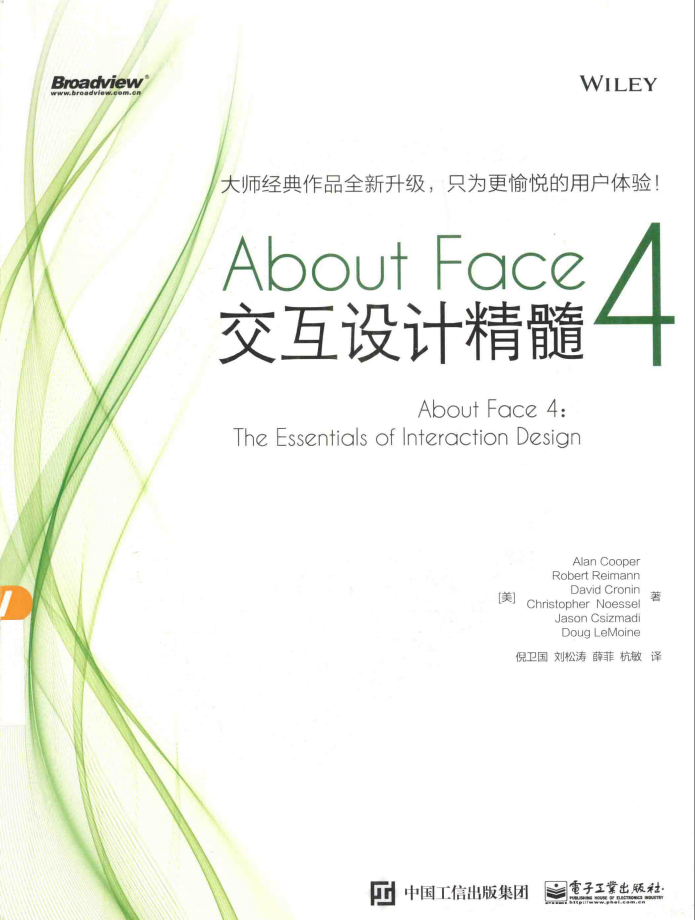 Broadview®
www.broadview.com.cn
WILEY
大师经典作品全新升级，只为更愉悦的用户体验！
About Face 4
交互设计精髓
About Face 4:
The Essentials of Interaction Design
[美]
Alan Cooper
Robert Reimann
David Cronin
Christopher Noessel
Jason Csizmadi
Doug LeMoine
著
倪卫国 刘松涛 薛菲 杭敏 译
中国工信出版集团
電子工業出版社·
PUBLISHING HOUSE OF ELECTRONICS INDUSTRY
http://www.phei.com.cn